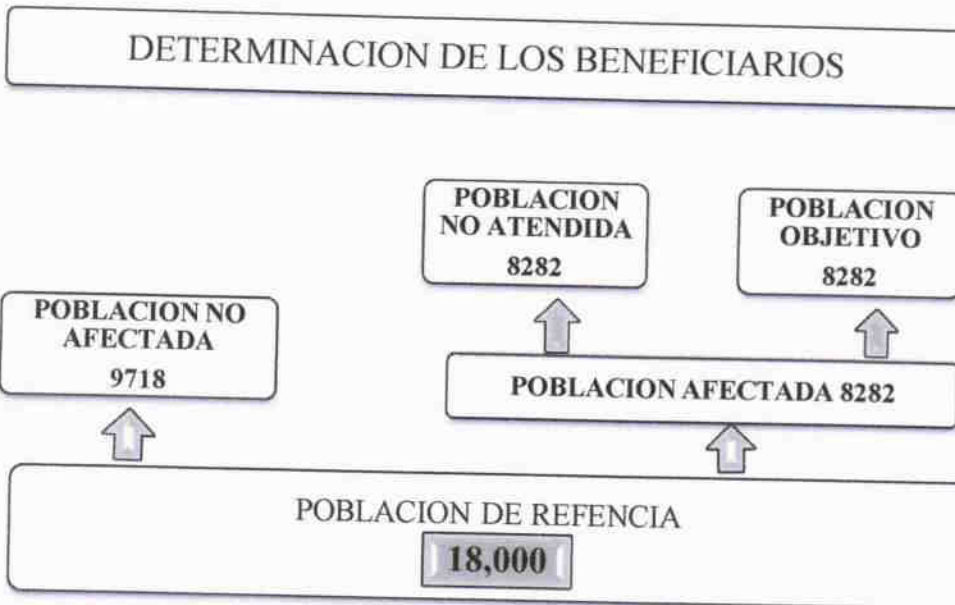 DETERMINACION DE LOS BENEFICIARIOS
POBLACION
NO ATENDIDA
8282
POBLACION
OBJETIVO
8282
POBLACION NO
AFECTADA
9718
POBLACION AFECTADA 8282
POBLACION DE REFENCIA
18,000